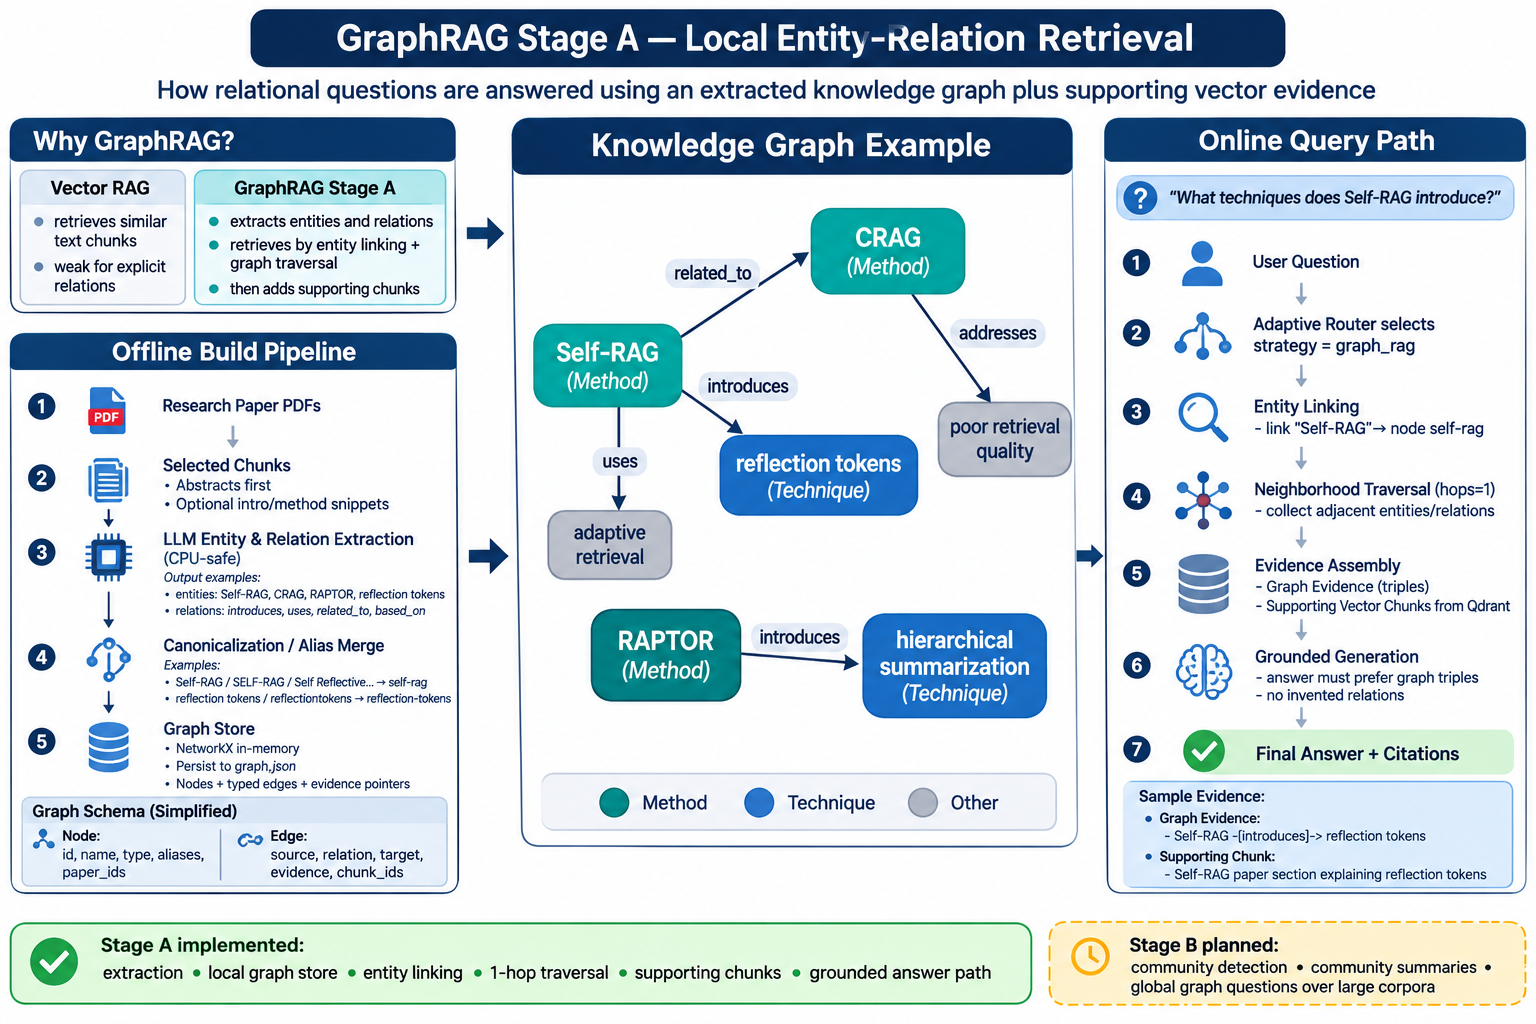 GraphRAG Stage A — Local Entity-Relation Retrieval
How relational questions are answered using an extracted knowledge graph plus supporting vector evidence
Why GraphRAG?
Vector RAG
• retrieves similar
text chunks
• weak for explicit
relations
GraphRAG Stage A
• extracts entities and relations
• retrieves by entity linking +
graph traversal
• then adds supporting chunks
Offline Build Pipeline
1
PDF
Research Paper PDFs
2
Selected Chunks
• Abstracts first
• Optional intro/method snippets
3
LLM Entity & Relation Extraction
(CPU-safe)
Output examples:
• entities: Self-RAG, CRAG, RAPTOR, reflection tokens
• relations: introduces, uses, related_to, based_on
4
Canonicalization / Alias Merge
Examples:
• Self-RAG / SELF-RAG / Self Reflective... → self-rag
• reflection tokens / reflectiontokens → reflection-tokens
5
Graph Store
• NetworkX in-memory
• Persist to graph.json
• Nodes + typed edges + evidence pointers
Graph Schema (Simplified)
Node:
id, name, type, aliases,
paper_ids
Edge:
source, relation, target,
evidence, chunk_ids
Knowledge Graph Example
CRAG
(Method)
related_to
Self-RAG
(Method)
addresses
introduces
poor retrieval
quality
uses
reflection tokens
(Technique)
adaptive
retrieval
RAPTOR
(Method)
introduces
hierarchical
summarization
(Technique)
Method
Technique
Other
Online Query Path
?
"What techniques does Self-RAG introduce?"
1
User Question
2
Adaptive Router selects
strategy = graph_rag
3
Entity Linking
- link "Self-RAG"→ node self-rag
4
Neighborhood Traversal (hops=1)
- collect adjacent entities/relations
5
Evidence Assembly
- Graph Evidence (triples)
- Supporting Vector Chunks from Qdrant
6
Grounded Generation
- answer must prefer graph triples
- no invented relations
7
Final Answer + Citations
Sample Evidence:
• Graph Evidence:
- Self-RAG -[introduces]-> reflection tokens
• Supporting Chunk:
- Self-RAG paper section explaining reflection tokens
Stage A implemented:
extraction • local graph store • entity linking • 1-hop traversal • supporting chunks • grounded answer path
Stage B planned:
community detection • community summaries •
global graph questions over large corpora